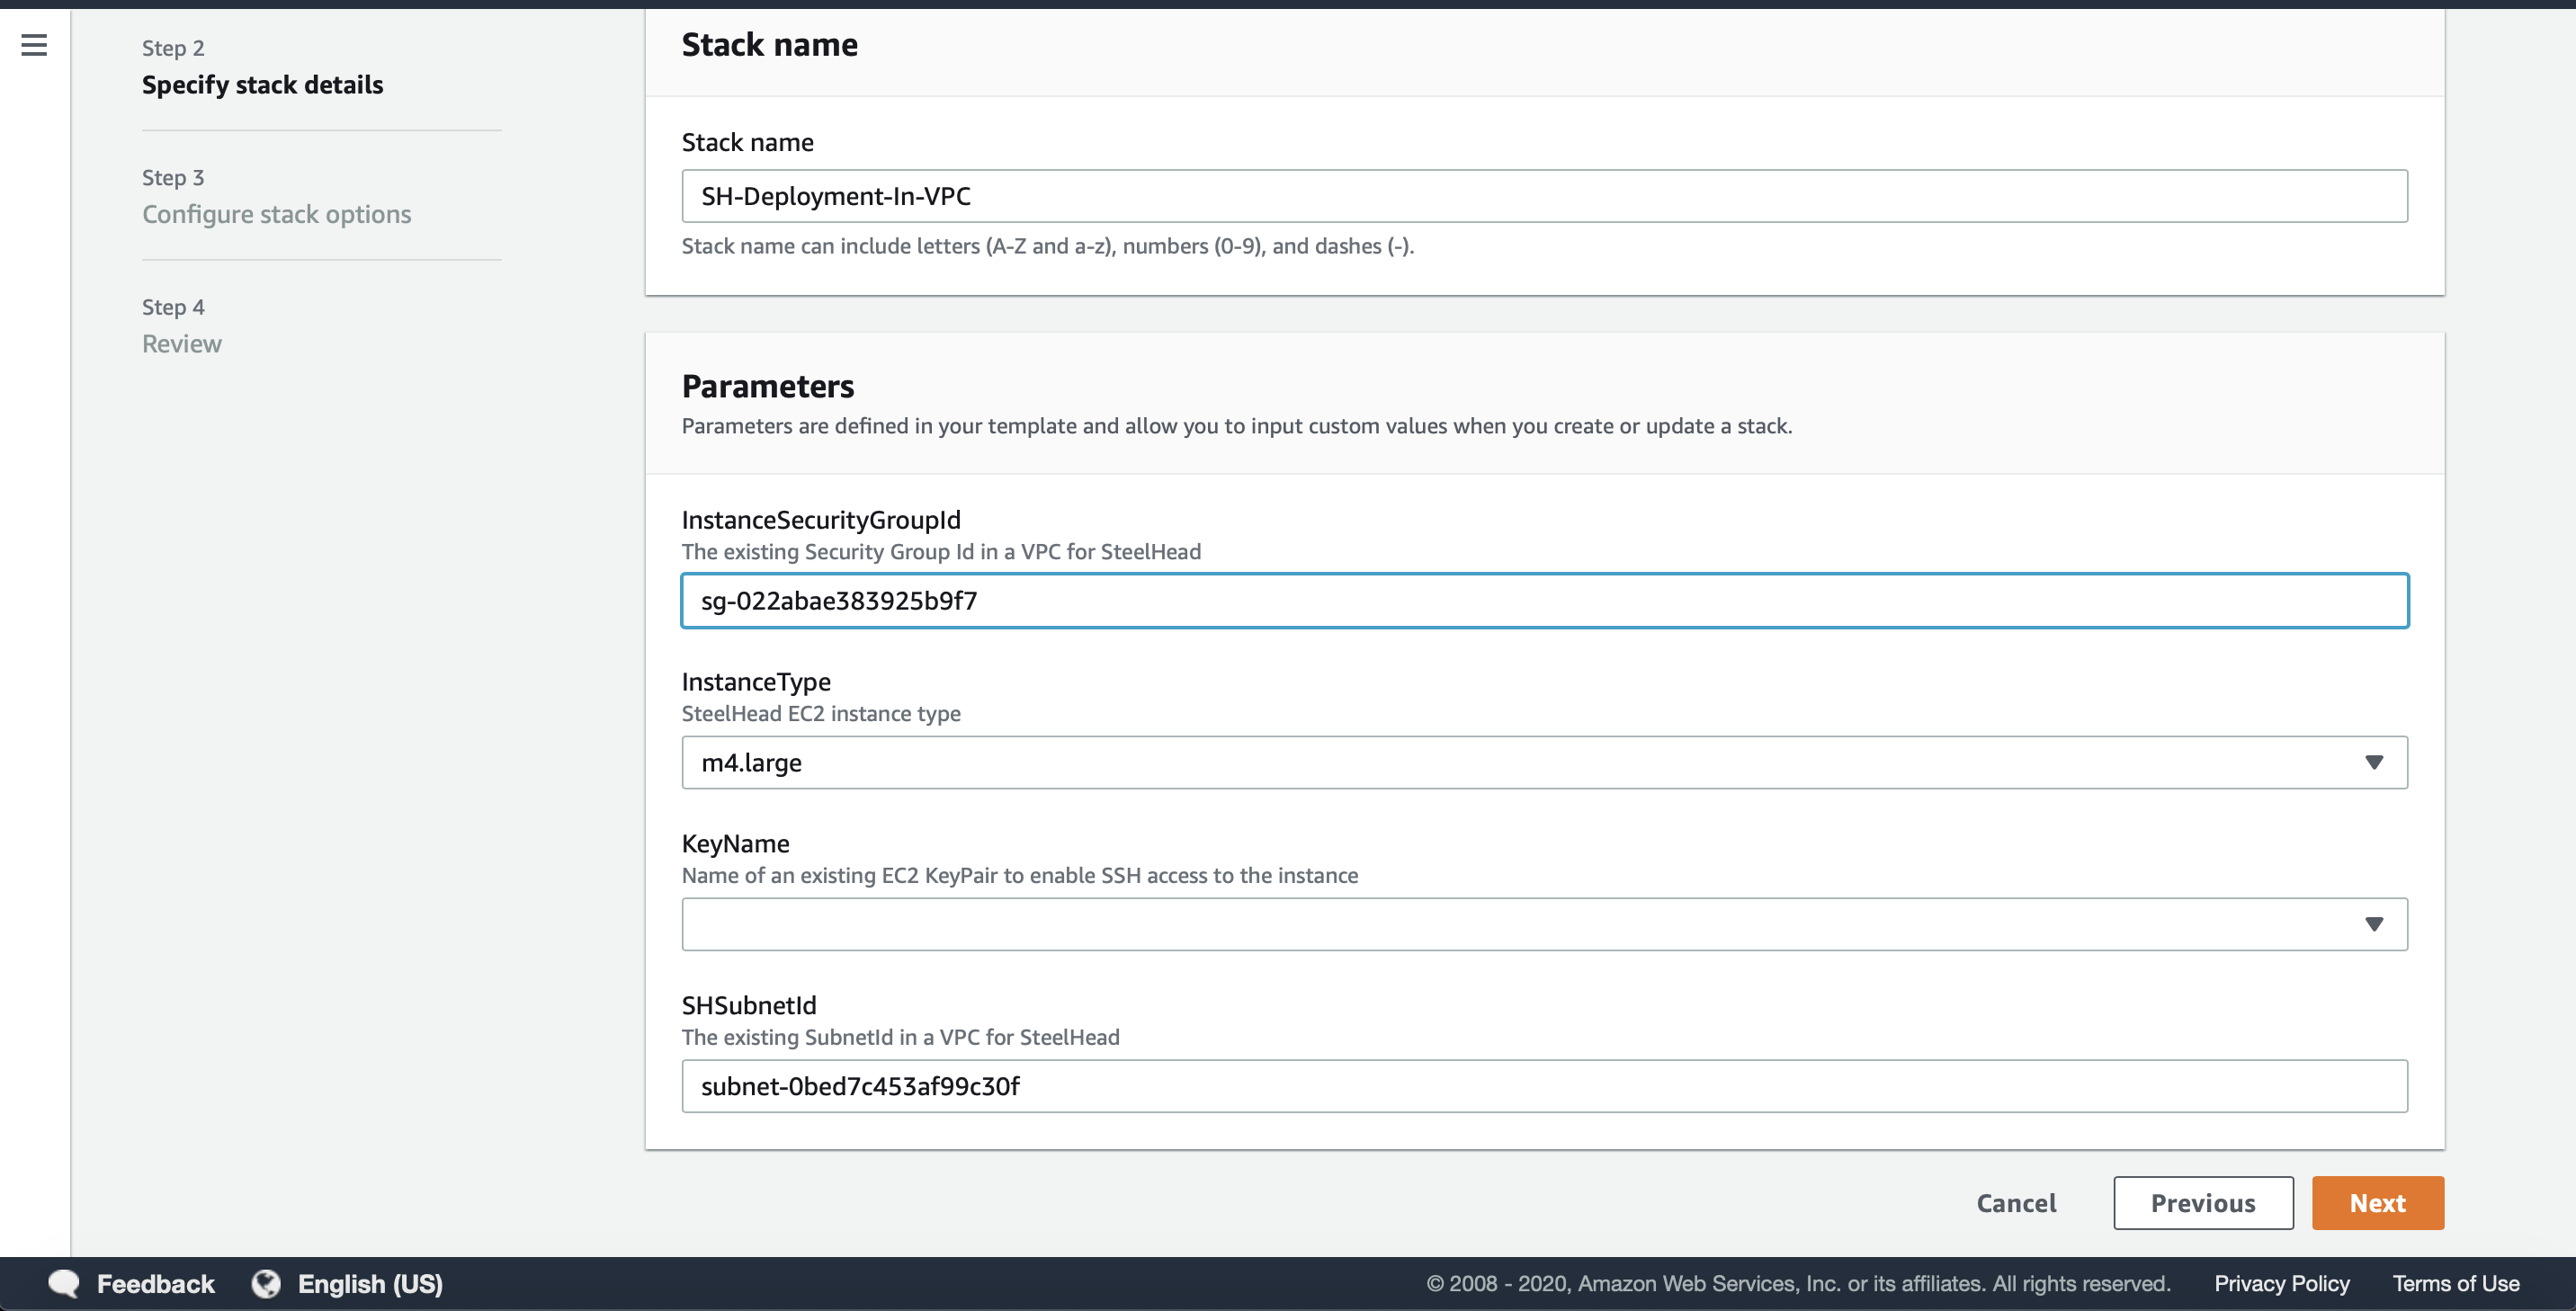 Step 2
Specify stack details
Step 3
Configure stack options
Step 4
Review
Stack name
Stack name
SH-Deployment-In-VPC
Stack name can include letters (A-Z and a-z), numbers (0-9), and dashes (-).
Parameters
Parameters are defined in your template and allow you to input custom values when you create or update a stack.
InstanceSecurityGroupId
The existing Security Group Id in a VPC for SteelHead
sg-022abae383925b9f7
InstanceType
SteelHead EC2 instance type
m4.large
KeyName
Name of an existing EC2 KeyPair to enable SSH access to the instance
SHSubnetId
The existing SubnetId in a VPC for SteelHead
subnet-0bed7c453af99c30f
Cancel Previous Next
Feedback English (US) © 2008 - 2020, Amazon Web Services, Inc. or its affiliates. All rights reserved. Privacy Policy Terms of Use